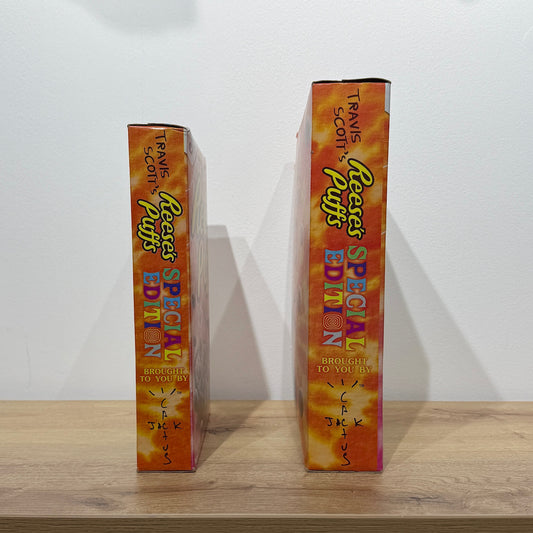 TRAVIS
SCOTT'S
REESE'S
PUFFS
SPECIAL
EDITION
BROUGHT
TO YOU BY
CACTUS
JACK
TRAVIS
SCOTT'S
REESE'S
PUFFS
SPECIAL
EDITION
BROUGHT
TO YOU BY
CACTUS
JACK